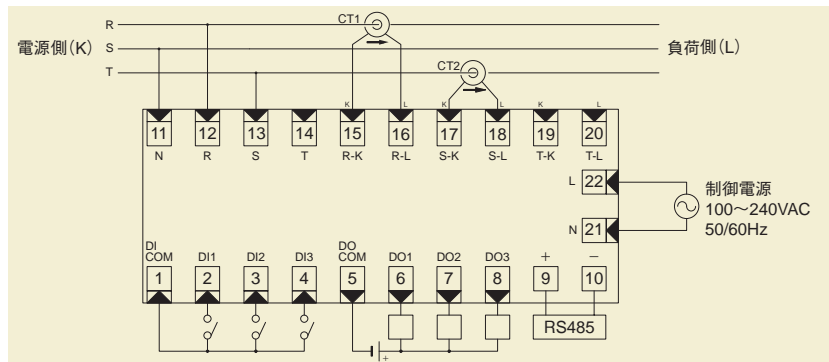 R
CT1
電源側(K) S 負荷側(L)
T
CT2
K L K L K L
11 12 13 14 15 16 17 18 19 20
N R S T R-K R-L S-K S-L T-K T-L
L 22
制御電源
100～240VAC
50/60Hz
N 21
DI COM DI1 DI2 DI3 DO COM DO1 DO2 DO3 + −
1 2 3 4 5 6 7 8 9 10
RS485
+